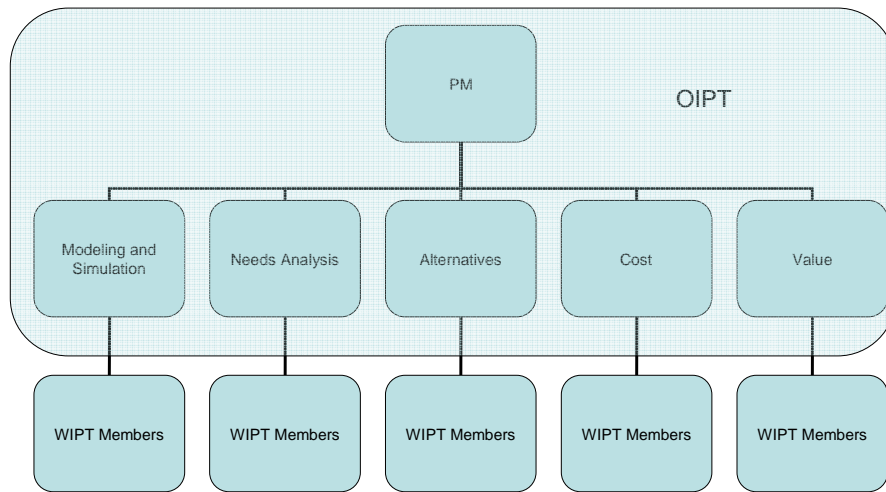 PM
OIPT
Modeling and
Simulation
Needs Analysis
Alternatives
Cost
Value
WIPT Members
WIPT Members
WIPT Members
WIPT Members
WIPT Members